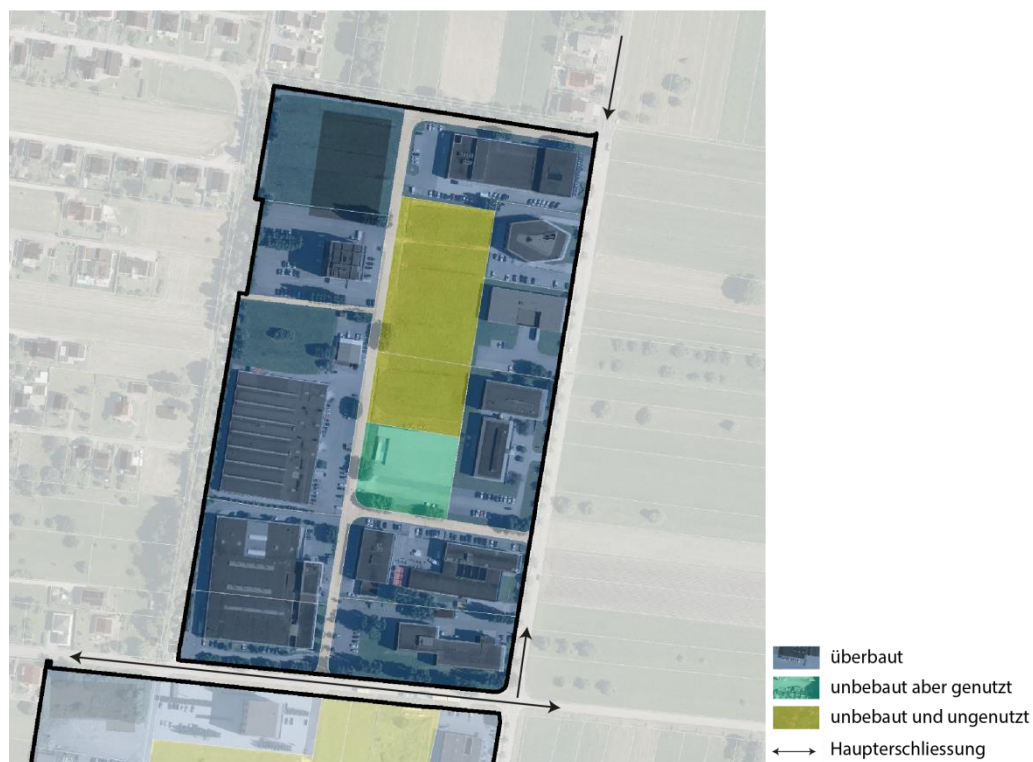 überbaut
unbebaut aber genutzt
unbebaut und ungenutzt
Haupterschliessung